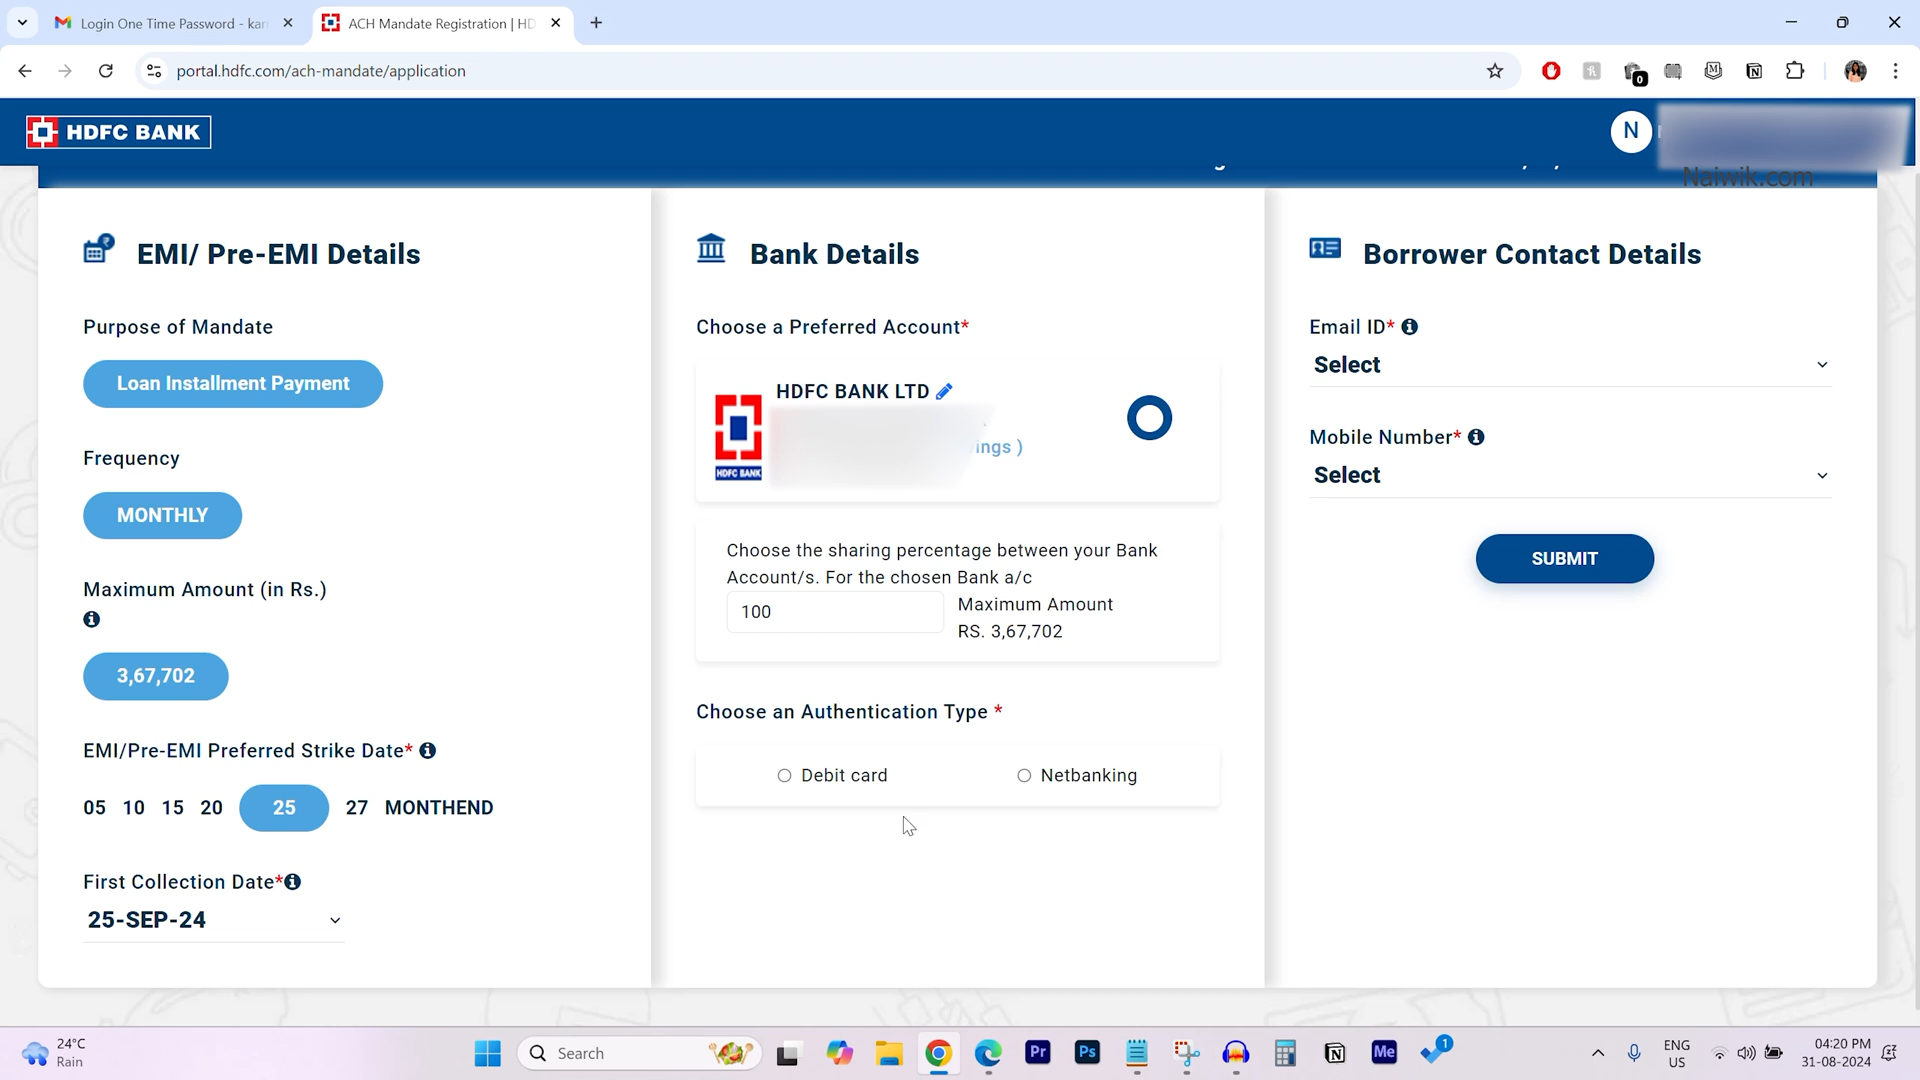 Login One Time Password - kar
ACH Mandate Registration | HD
portal.hdfc.com/ach-mandate/application
0
HDFC BANK
N
Naiwik.com
EMI/ Pre-EMI Details
Purpose of Mandate
Loan Installment Payment
Frequency
MONTHLY
Maximum Amount (in Rs.)
3,67,702
EMI/Pre-EMI Preferred Strike Date*
05 10 15 20 25 27 MONTHEND
First Collection Date*
25-SEP-24
Bank Details
Choose a Preferred Account*
HDFC BANK LTD
ings )
HDFC BANK
Choose the sharing percentage between your Bank
Account/s. For the chosen Bank a/c
100
Maximum Amount
RS. 3,67,702
Choose an Authentication Type *
Debit card
Netbanking
Borrower Contact Details
Email ID*
Select
Mobile Number*
Select
SUBMIT
24°C
Rain
Search
Pr
Ps
Me
1
ENG
US
04:20 PM
31-08-2024